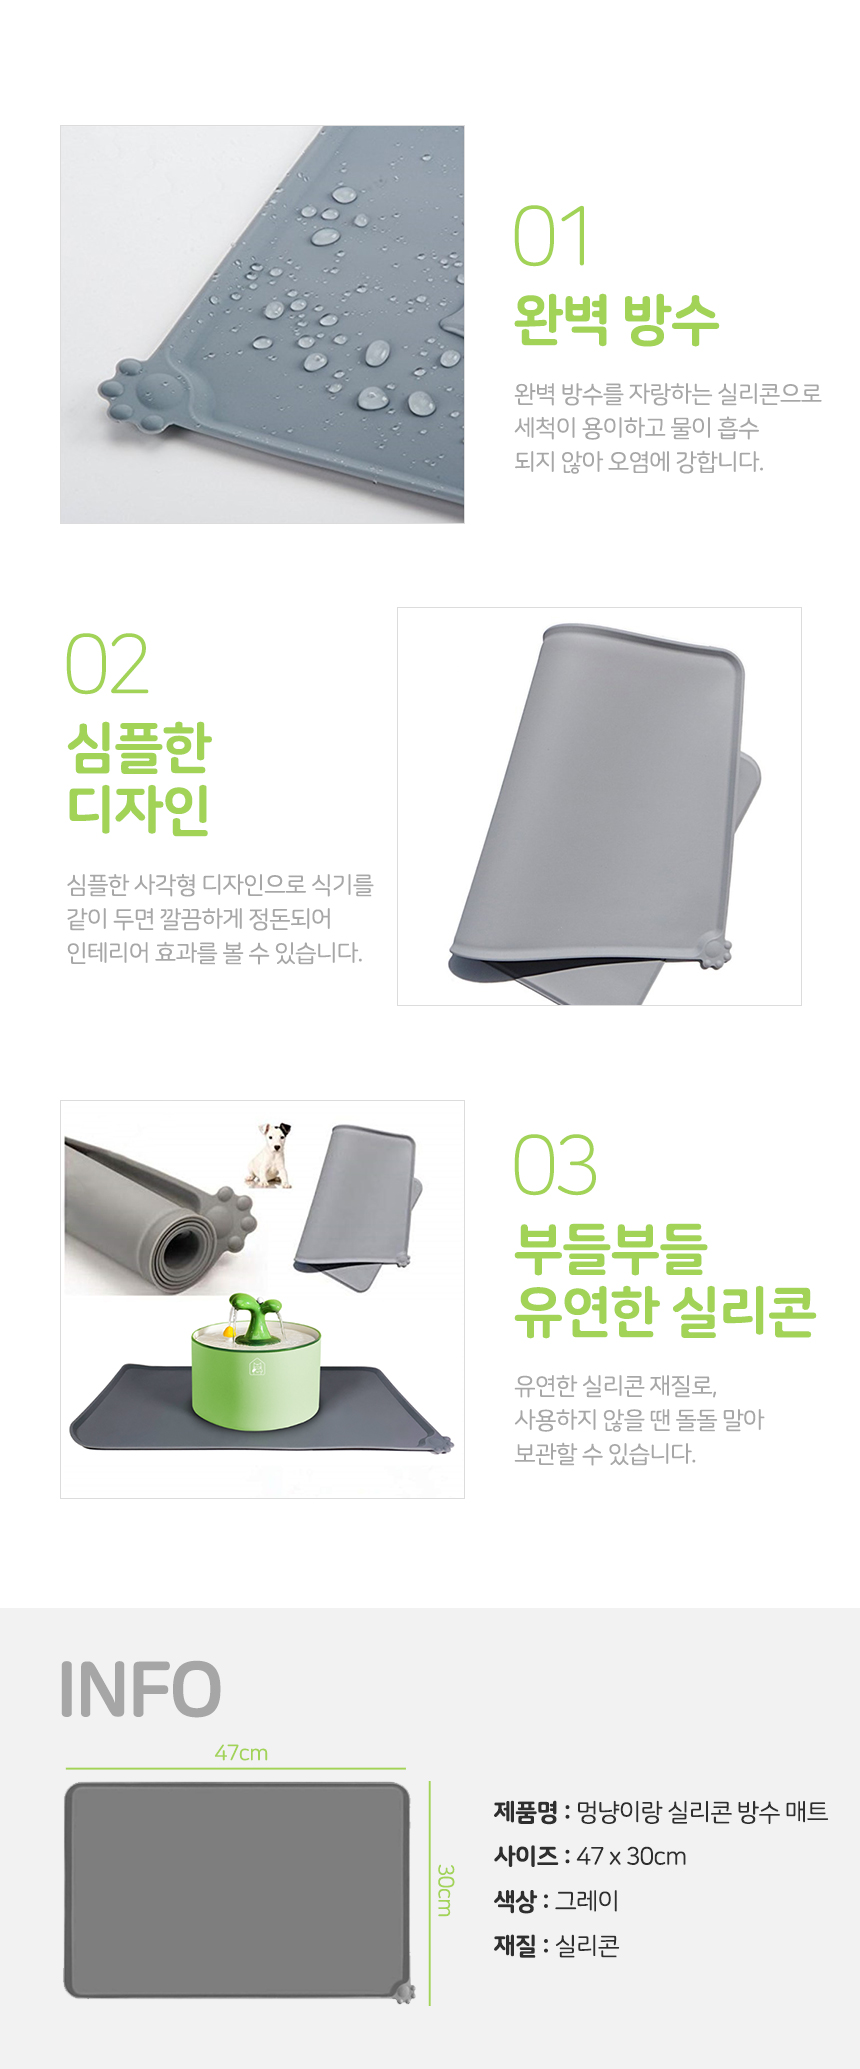 01
완벽 방수
완벽 방수를 자랑하는 실리콘으로
세척이 용이하고 물이 흡수
되지 않아 오염에 강합니다.
02
심플한
디자인
심플한 사각형 디자인으로 식기를
같이 두면 깔끔하게 정돈되어
인테리어 효과를 볼 수 있습니다.
03
부들부들
유연한 실리콘
유연한 실리콘 재질로,
사용하지 않을 땐 돌돌 말아
보관할 수 있습니다.
INFO
47cm
30cm
제품명 : 멍냥이랑 실리콘 방수 매트
사이즈 : 47 x 30cm
색상 : 그레이
재질 : 실리콘